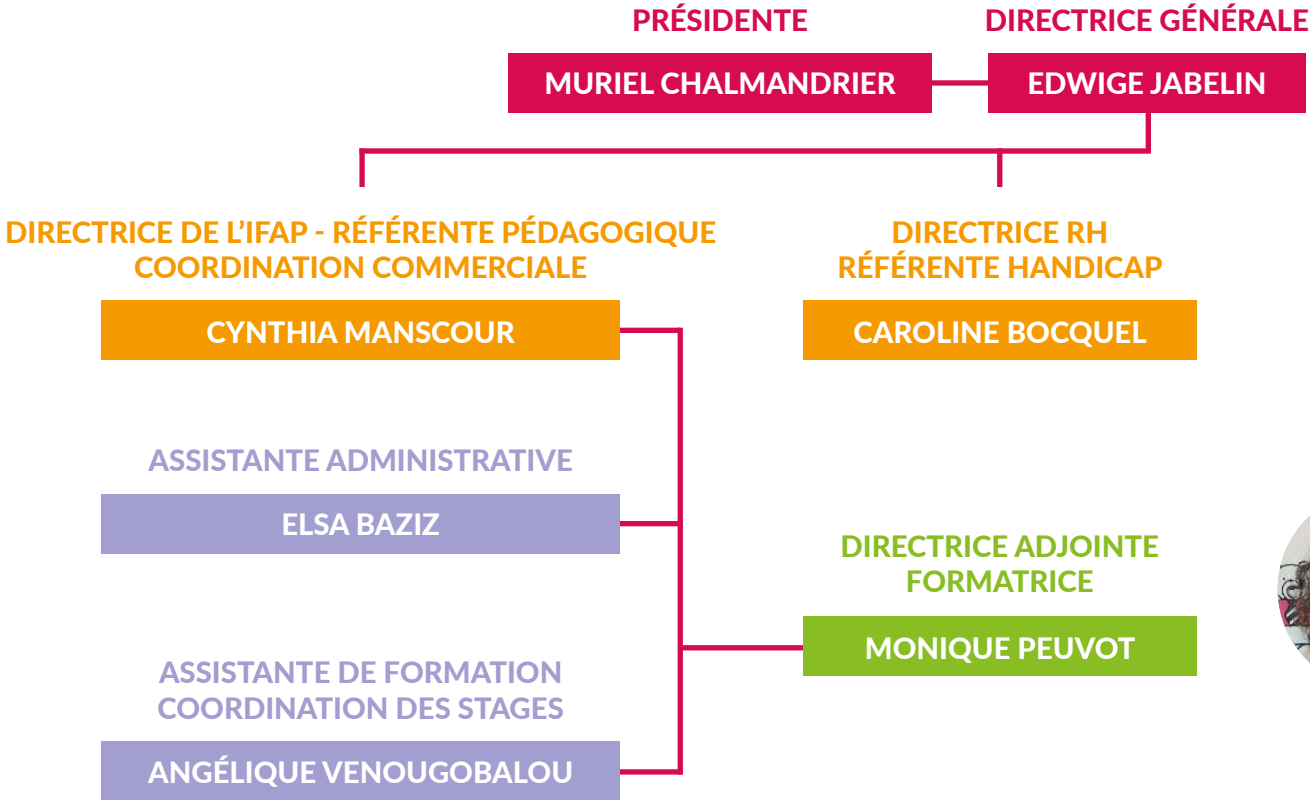 PRÉSIDENTE
MURIEL CHALMANDRIER
DIRECTRICE GÉNÉRALE
EDWIGE JABELIN
DIRECTRICE DE L’IFAP - RÉFÉRENTE PÉDAGOGIQUE
COORDINATION COMMERCIALE
CYNTHIA MANSCOUR
DIRECTRICE RH
RÉFÉRENTE HANDICAP
CAROLINE BOCQUEL
ASSISTANTE ADMINISTRATIVE
ELSA BAZIZ
DIRECTRICE ADJOINTE
FORMATRICE
MONIQUE PEUVOT
ASSISTANTE DE FORMATION
COORDINATION DES STAGES
ANGÉLIQUE VENOUGOBALOU